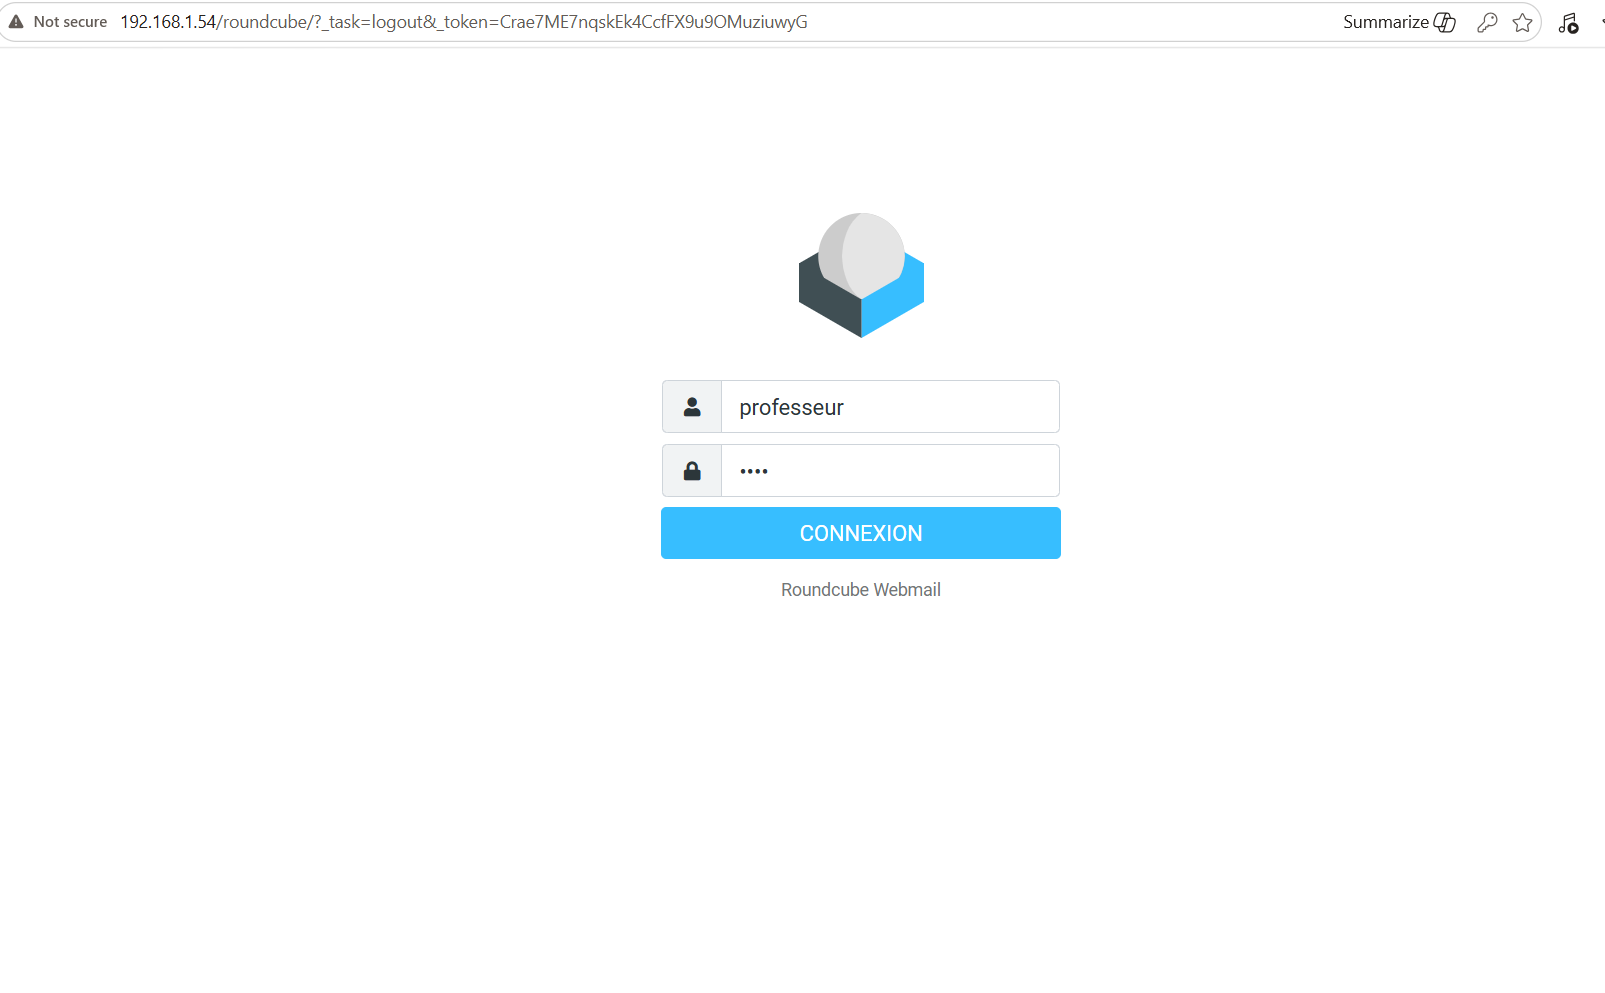 Not secure 192.168.1.54/roundcube/?_task=logout&_token=Crae7ME7nqskEk4CcfFX9u9OMuziuwyG Summarize
professeur
••••
CONNEXION
Roundcube Webmail